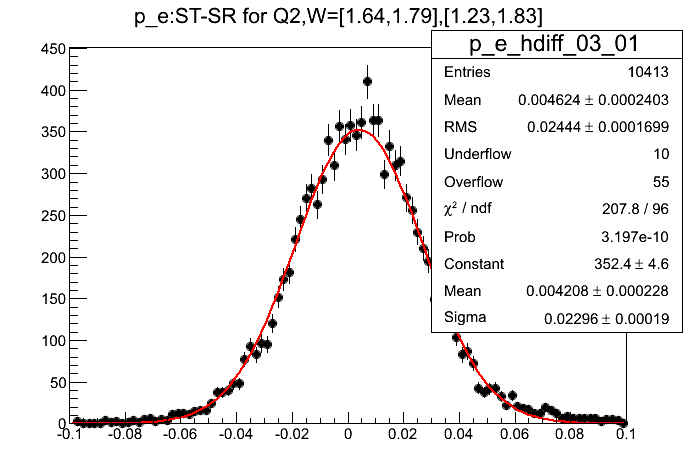 p_e:ST-SR for Q2,W=[1.64,1.79],[1.23,1.83]
p_e_hdiff_03_01
Entries 10413
Mean 0.004624 ± 0.0002403
RMS 0.02444 ± 0.0001699
Underflow 10
Overflow 55
χ² / ndf 207.8 / 96
Prob 3.197e-10
Constant 352.4 ± 4.6
Mean 0.004208 ± 0.000228
Sigma 0.02296 ± 0.00019
450
400
350
300
250
200
150
100
50
0
-0.1 -0.08 -0.06 -0.04 -0.02 0 0.02 0.04 0.06 0.08 0.1